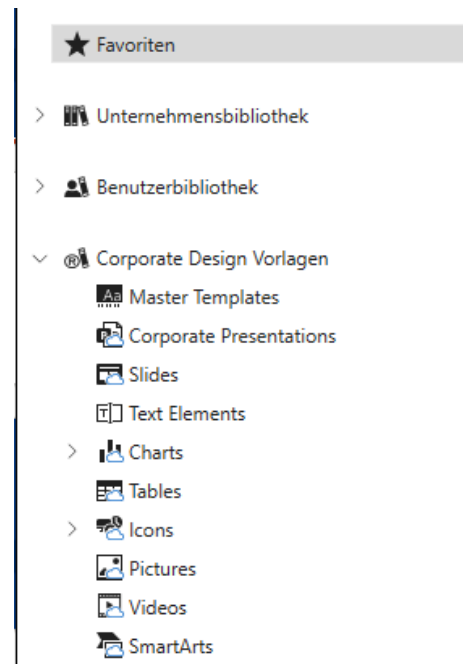 Favoriten
Unternehmensbibliothek
Benutzerbibliothek
Corporate Design Vorlagen
Master Templates
Corporate Presentations
Slides
Text Elements
Charts
Tables
Icons
Pictures
Videos
SmartArts